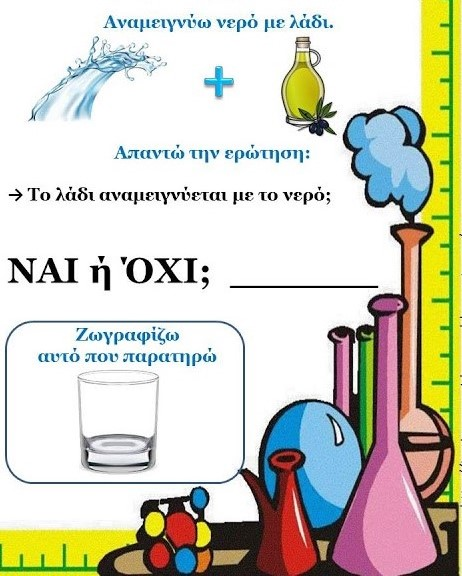 Αναμειγνύω νερό με λάδι.
Απαντώ την ερώτηση:
→ Το λάδι αναμειγνύεται με το νερό;
ΝΑΙ ή ΌΧΙ; ________
Ζωγραφίζω
αυτό που παρατηρώ